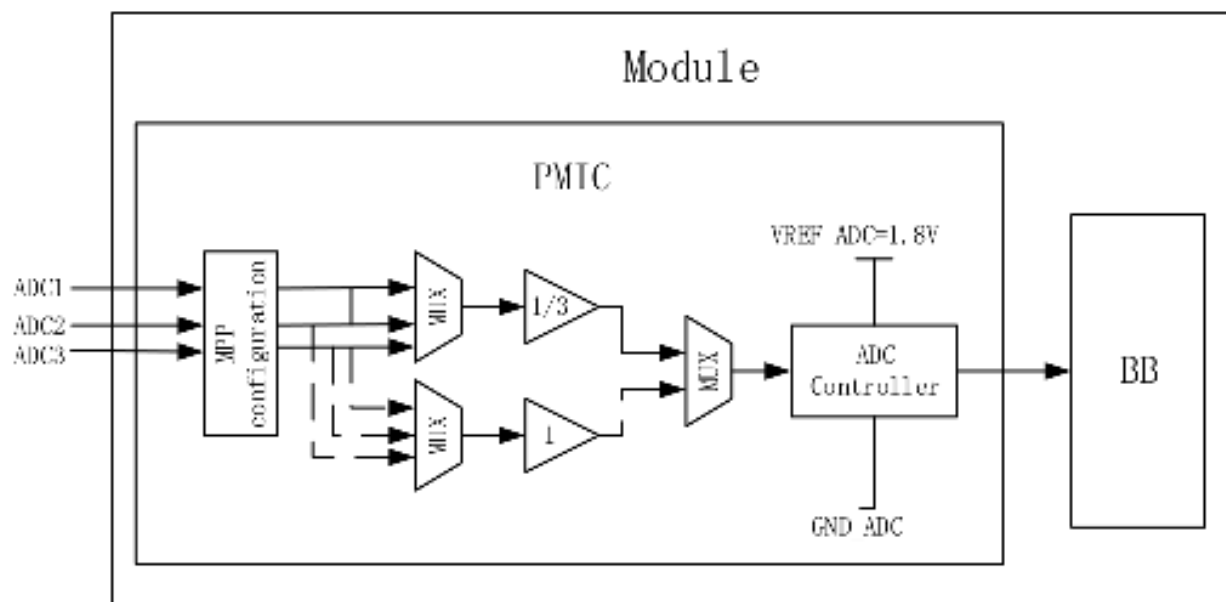 Module
PMIC
VREF ADC=1.8V
ADC1
ADC2
ADC3
MPP
configuration
MUX
1/3
MUX
1
MUX
ADC
Controller
BB
GND ADC